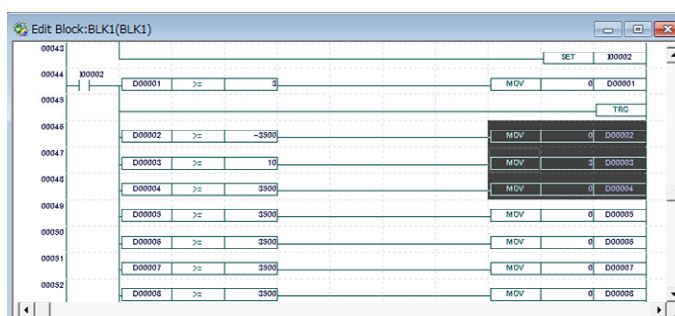 Edit Block:BLK1(BLK1)
00043 SET I00002
00044 I00002 D00001 >= 3 MOV 0 D00001
00045 TRG
00046 D00002 >= -3500 MOV 0 D00002
00047 D00003 >= 10 MOV 3 D00003
00048 D00004 >= 3500 MOV 0 D00004
00049 D00005 >= 3500 MOV 0 D00005
00050 D00006 >= 3500 MOV 0 D00006
00051 D00007 >= 3500 MOV 0 D00007
00052 D00008 >= 3500 MOV 0 D00008